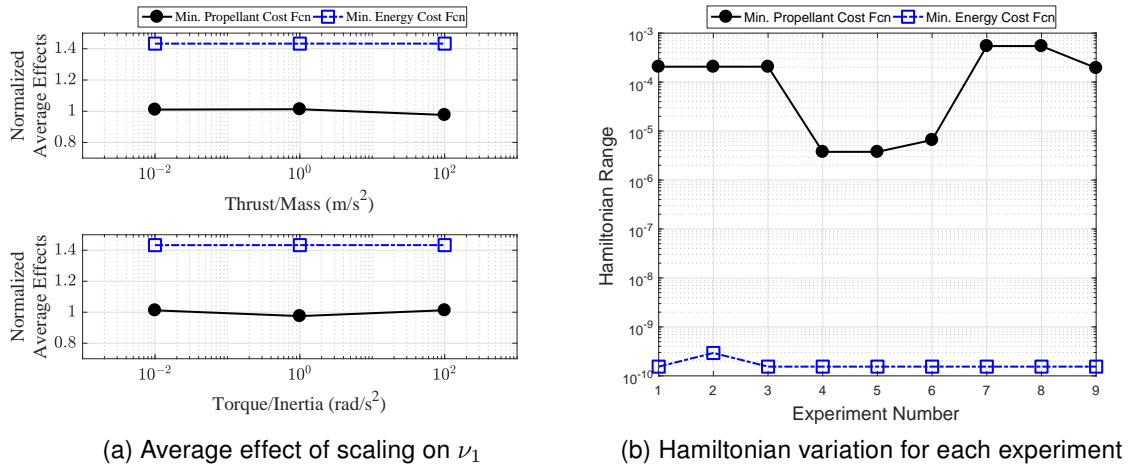 Min. Propellant Cost Fcn Min. Energy Cost Fcn
1.4
1.2
1
0.8
Normalized
Average Effects
10^-2 10^0 10^2
Thrust/Mass (m/s^2)
1.4
1.2
1
0.8
Normalized
Average Effects
10^-2 10^0 10^2
Torque/Inertia (rad/s^2)
(a) Average effect of scaling on ν1
Min. Propellant Cost Fcn Min. Energy Cost Fcn
10^-3
10^-4
10^-5
10^-6
10^-7
10^-8
10^-9
10^-10
Hamiltonian Range
1 2 3 4 5 6 7 8 9
Experiment Number
(b) Hamiltonian variation for each experiment